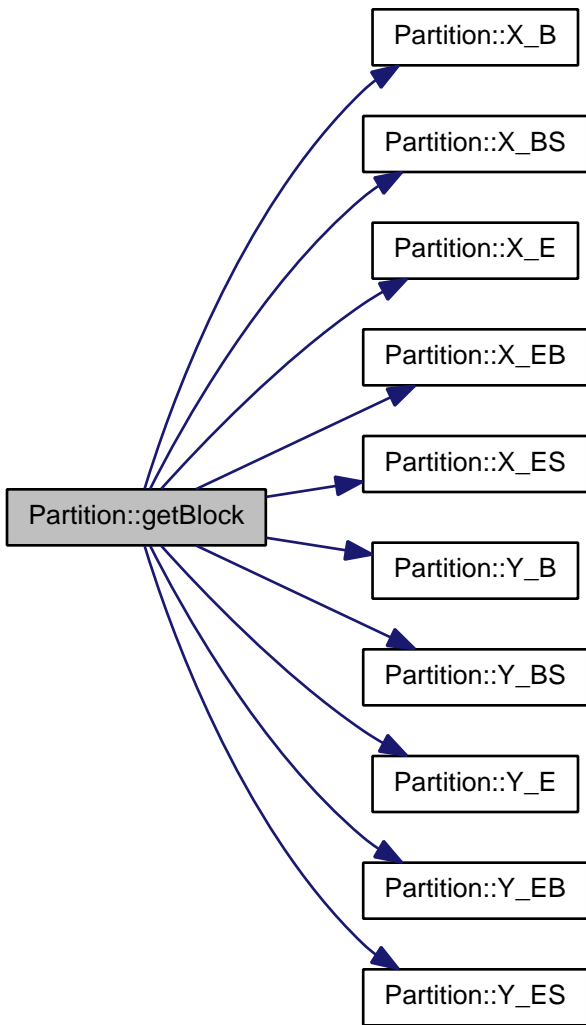 Partition::X_B
Partition::X_BS
Partition::X_E
Partition::X_EB
Partition::X_ES
Partition::getBlock
Partition::Y_B
Partition::Y_BS
Partition::Y_E
Partition::Y_EB
Partition::Y_ES